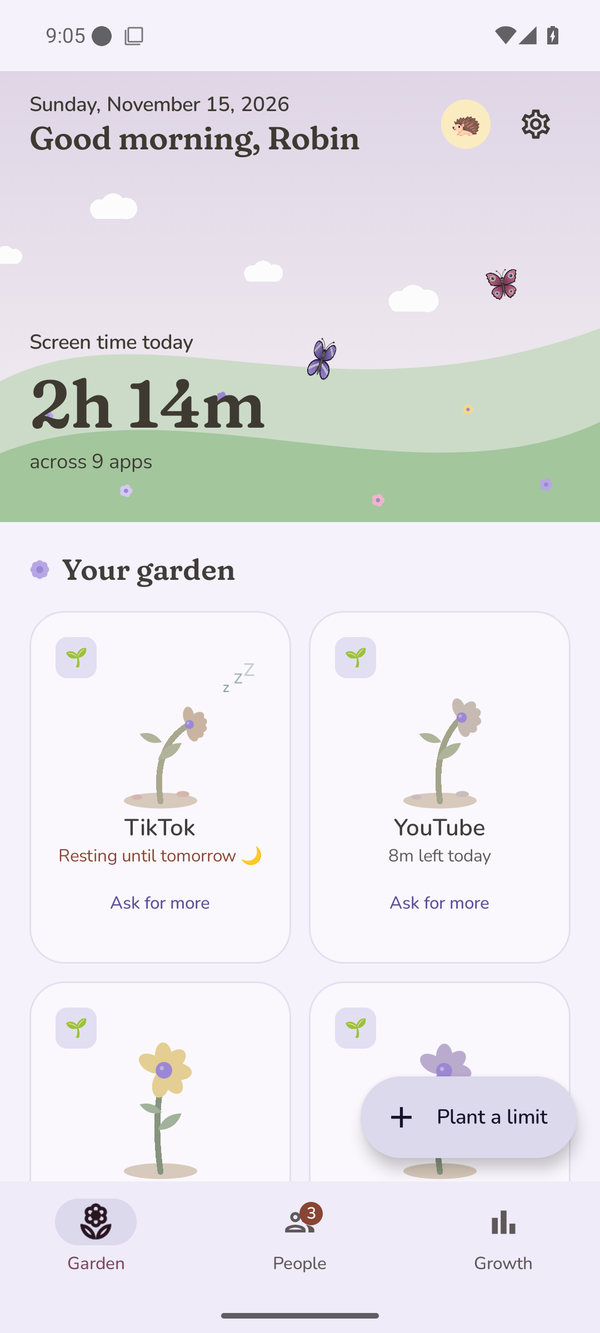 9:05
Sunday, November 15, 2026
Good morning, Robin
Screen time today
2h 14m
across 9 apps
Your garden
z z Z
TikTok
Resting until tomorrow 🌙
Ask for more
YouTube
8m left today
Ask for more
Plant a limit
Garden
3
People
Growth